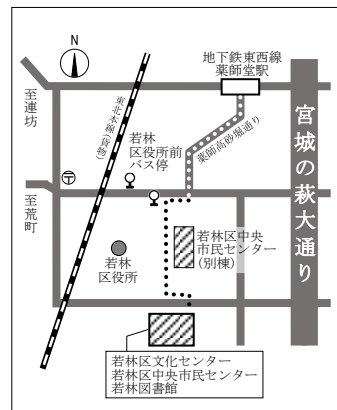 N
地下鉄東西線
薬師堂駅
至連坊
東北本線(貨物)
宮城の萩大通り
薬師高砂堀通り
若林
区役所前
バス停
〒
至荒町
若林区中央
市民センター
(別棟)
若林
区役所
若林区文化センター
若林区中央市民センター
若林図書館